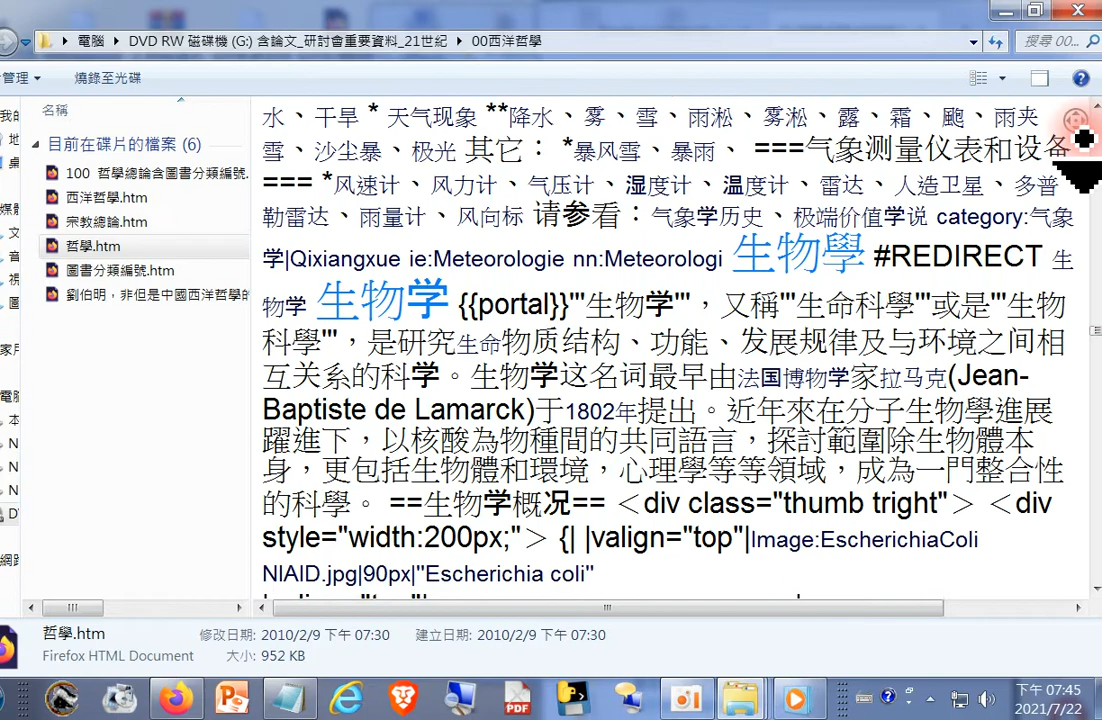 電腦 ▸ DVD RW 磁碟機 (G:) 含論文_研討會重要資料_21世紀 ▸ 00西洋哲學
搜尋 00...
管理 燒錄至光碟
名稱
目前在碟片的檔案 (6)
100 哲學總論含圖書分類編號.
西洋哲學.htm
宗教總論.htm
哲學.htm
圖書分類編號.htm
劉伯明，非但是中國西洋哲學的
水、干旱 * 天气现象 **降水、雾、雪、雨淞、雾淞、露、霜、飑、雨夹
雪、沙尘暴、极光 其它： *暴风雪、暴雨、 ===气象测量仪表和设备
=== *风速计、风力计、气压计、湿度计、温度计、雷达、人造卫星、多普
勒雷达、雨量计、风向标 请参看：气象学历史、极端价值学说 category:气象
学|Qixiangxue ie:Meteorologie nn:Meteorologi 生物學 #REDIRECT 生
物学 生物学 {{portal}}'''生物学'''，又稱'''生命科學'''或是'''生物
科學'''，是研究生命物质结构、功能、发展规律及与环境之间相
互关系的科学。生物学这名词最早由法国博物学家拉马克(Jean-
Baptiste de Lamarck)于1802年提出。近年來在分子生物學進展
躍進下，以核酸為物種間的共同語言，探討範圍除生物體本
身，更包括生物體和環境，心理學等等領域，成為一門整合性
的科學。 ==生物学概况== ＜div class="thumb tright"＞ ＜div
style="width:200px;"＞ {| |valign="top"|Image:EscherichiaColi
NIAID.jpg|90px|''Escherichia coli''
哲學.htm 修改日期: 2010/2/9 下午 07:30 建立日期: 2010/2/9 下午 07:30
Firefox HTML Document 大小: 952 KB
下午 07:45
2021/7/22